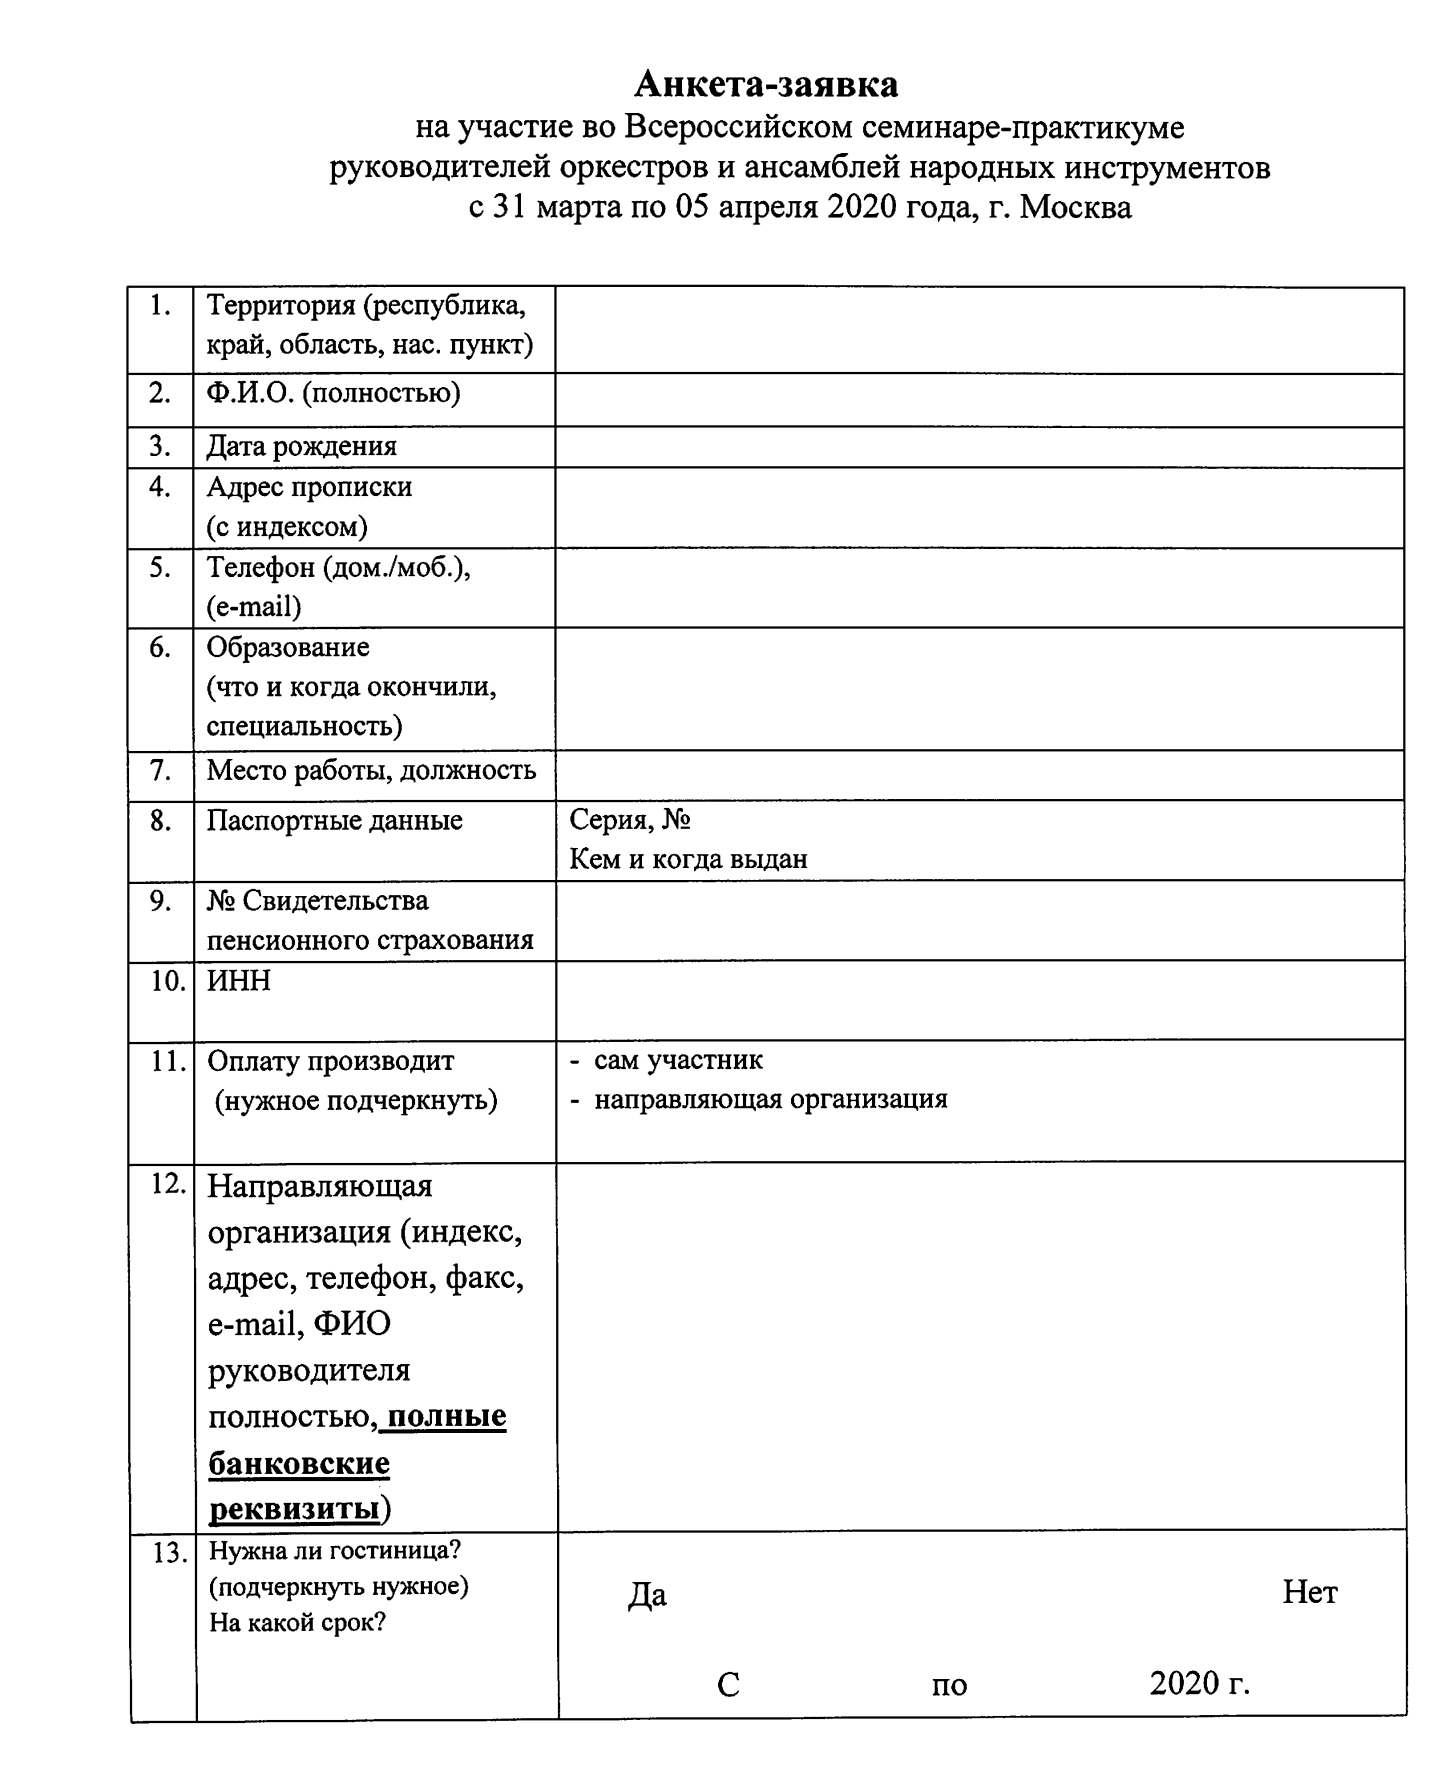 Анкета-заявка
на участие во Всероссийском семинаре-практикуме
руководителей оркестров и ансамблей народных инструментов
с 31 марта по 05 апреля 2020 года, г. Москва
1. Территория (республика,
край, область, нас. пункт)
2. Ф.И.О. (полностью)
3. Дата рождения
4. Адрес прописки
(с индексом)
5. Телефон (дом./моб.),
(e-mail)
6. Образование
(что и когда окончили,
специальность)
7. Место работы, должность
8. Паспортные данные
Серия, №
Кем и когда выдан
9. № Свидетельства
пенсионного страхования
10. ИНН
11. Оплату производит
(нужное подчеркнуть)
- сам участник
- направляющая организация
12. Направляющая
организация (индекс,
адрес, телефон, факс,
e-mail, ФИО
руководителя
полностью, полные
банковские
реквизиты)
13. Нужна ли гостиница?
(подчеркнуть нужное)
На какой срок?
Да Нет
С по 2020 г.